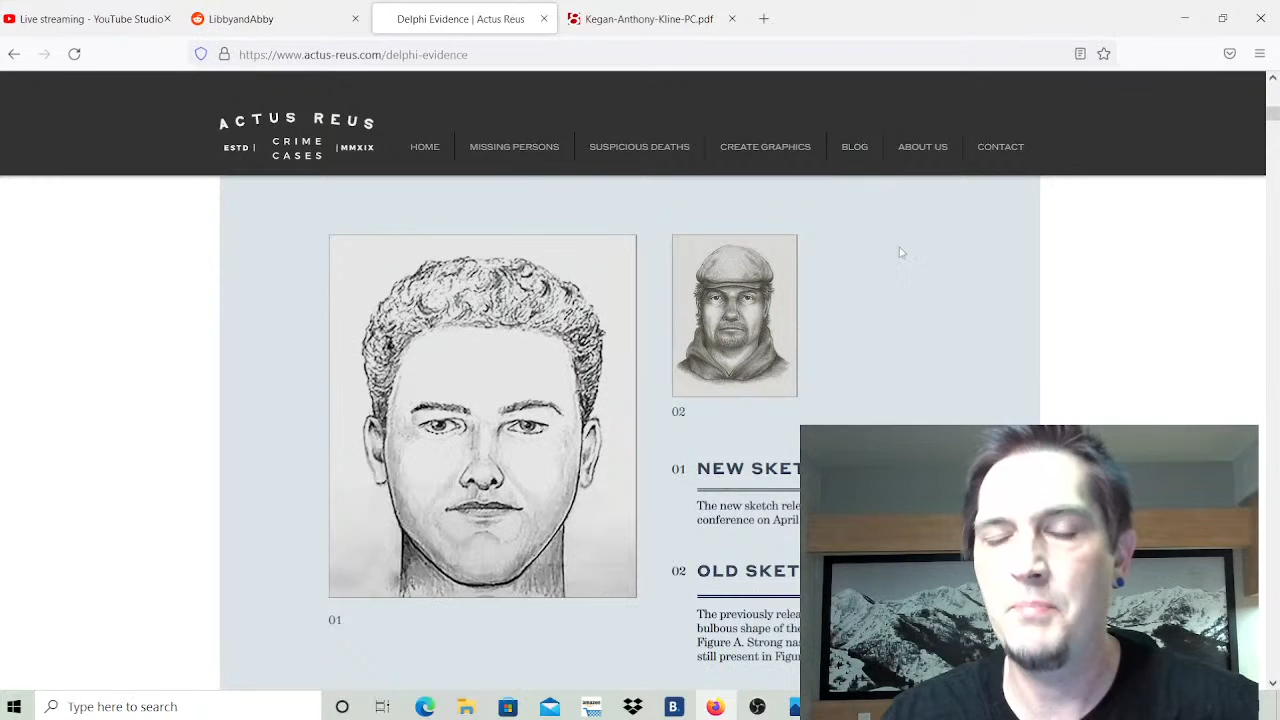 Live streaming - YouTube Studio
LibbyandAbby
Delphi Evidence | Actus Reus
Kegan-Anthony-Kline-PC.pdf
https://www.actus-reus.com/delphi-evidence
ACTUS REUS
ESTD | CRIME CASES | MMXIX
HOME
MISSING PERSONS
SUSPICIOUS DEATHS
CREATE GRAPHICS
BLOG
ABOUT US
CONTACT
02
01 NEW SKET
The new sketch rele
conference on April
02 OLD SKET
The previously relea
bulbous shape of the
Figure A. Strong nas
still present in Figu
01
Type here to search
amazon
B.